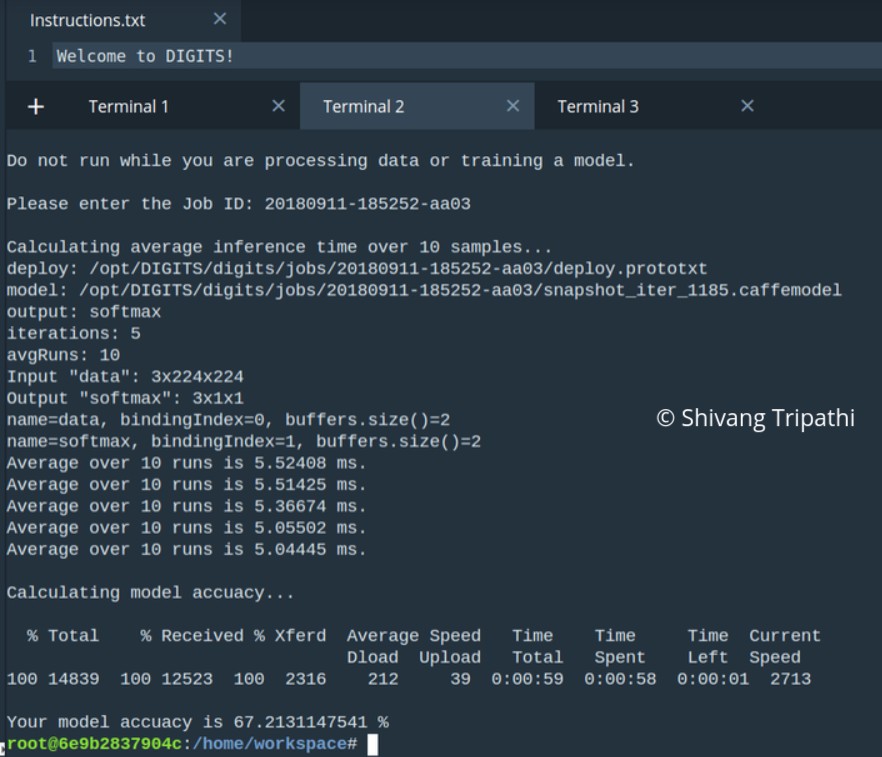 Instructions.txt ×
1 Welcome to DIGITS!
+ Terminal 1 × Terminal 2 × Terminal 3 ×
Do not run while you are processing data or training a model.
Please enter the Job ID: 20180911-185252-aa03
Calculating average inference time over 10 samples...
deploy: /opt/DIGITS/digits/jobs/20180911-185252-aa03/deploy.prototxt
model: /opt/DIGITS/digits/jobs/20180911-185252-aa03/snapshot_iter_1185.caffemodel
output: softmax
iterations: 5
avgRuns: 10
Input "data": 3x224x224
Output "softmax": 3x1x1
name=data, bindingIndex=0, buffers.size()=2
© Shivang Tripathi
name=softmax, bindingIndex=1, buffers.size()=2
Average over 10 runs is 5.52408 ms.
Average over 10 runs is 5.51425 ms.
Average over 10 runs is 5.36674 ms.
Average over 10 runs is 5.05502 ms.
Average over 10 runs is 5.04445 ms.
Calculating model accuacy...
% Total % Received % Xferd Average Speed Time Time Time Current
Dload Upload Total Spent Left Speed
100 14839 100 12523 100 2316 212 39 0:00:59 0:00:58 0:00:01 2713
Your model accuacy is 67.2131147541 %
root@6e9b2837904c:/home/workspace#